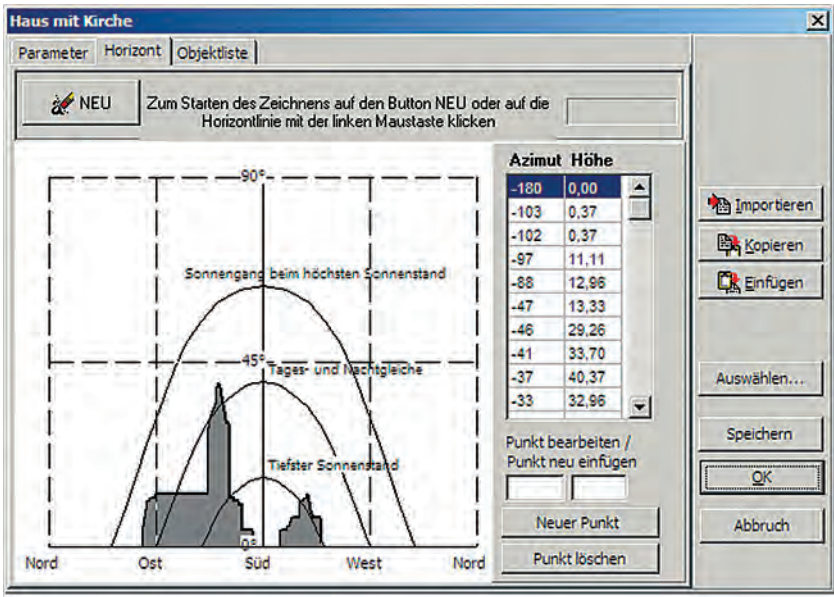 Haus mit Kirche
Parameter Horizont Objektliste
NEU
Zum Starten des Zeichnens auf den Button NEU oder auf die
Horizontlinie mit der linken Maustaste klicken
90°
Sonnengang beim höchsten Sonnenstand
45°
Tages- und Nachtgleiche
Tiefster Sonnenstand
0°
Nord Ost Süd West Nord
Azimut Höhe
-180 0,00
-103 0,37
-102 0,37
-97 11,11
-88 12,96
-47 13,33
-46 29,26
-41 33,70
-37 40,37
-33 32,96
Punkt bearbeiten /
Punkt neu einfügen
Neuer Punkt
Punkt löschen
Importieren
Kopieren
Einfügen
Auswählen...
Speichern
OK
Abbruch